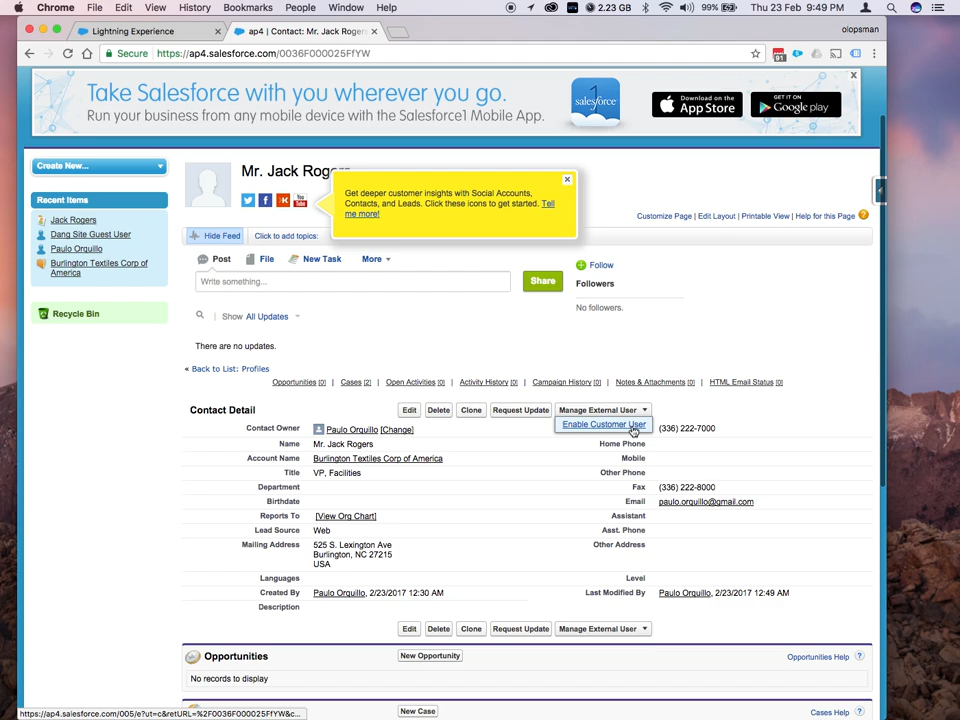 Chrome File Edit View History Bookmarks People Window Help 2.23 GB 99% Thu 23 Feb 9:49 PM
Lightning Experience × ap4 | Contact: Mr. Jack Roger × olopsman
Secure https://ap4.salesforce.com/0036F000025FfYW 91
Take Salesforce with you wherever you go.
Run your business from any mobile device with the Salesforce1 Mobile App.
1
salesforce
Download on the
App Store
GET IT ON
Google play
X
Create New...
Recent Items
Jack Rogers
Dang Site Guest User
Paulo Orquillo
Burlington Textiles Corp of
America
Recycle Bin
Mr. Jack Rogers
You
Tube
Get deeper customer insights with Social Accounts,
Contacts, and Leads. Click these icons to get started. Tell
me more!
x
Customize Page | Edit Layout | Printable View | Help for this Page ?
Hide Feed Click to add topics:
Post File New Task More
Write something...
Share
Follow
Followers
No followers.
Show All Updates
There are no updates.
« Back to List: Profiles
Opportunities [0] | Cases [2] | Open Activities [0] | Activity History [0] | Campaign History [0] | Notes & Attachments [0] | HTML Email Status [0]
Contact Detail Edit Delete Clone Request Update Manage External User
Enable Customer User
Contact Owner Paulo Orquillo [Change] (336) 222-7000
Name Mr. Jack Rogers Home Phone
Account Name Burlington Textiles Corp of America Mobile
Title VP, Facilities Other Phone
Department Fax (336) 222-8000
Birthdate Email paulo.orquillo@gmail.com
Reports To [View Org Chart] Assistant
Lead Source Web Asst. Phone
Mailing Address 525 S. Lexington Ave Other Address
Burlington, NC 27215
USA
Languages Level
Created By Paulo Orquillo, 2/23/2017 12:30 AM Last Modified By Paulo Orquillo, 2/23/2017 12:49 AM
Description
Edit Delete Clone Request Update Manage External User
Opportunities New Opportunity Opportunities Help ?
No records to display
New Case Cases Help ?
https://ap4.salesforce.com/005/e?ut=c&retURL=%2F0036F000025FfYW&c...